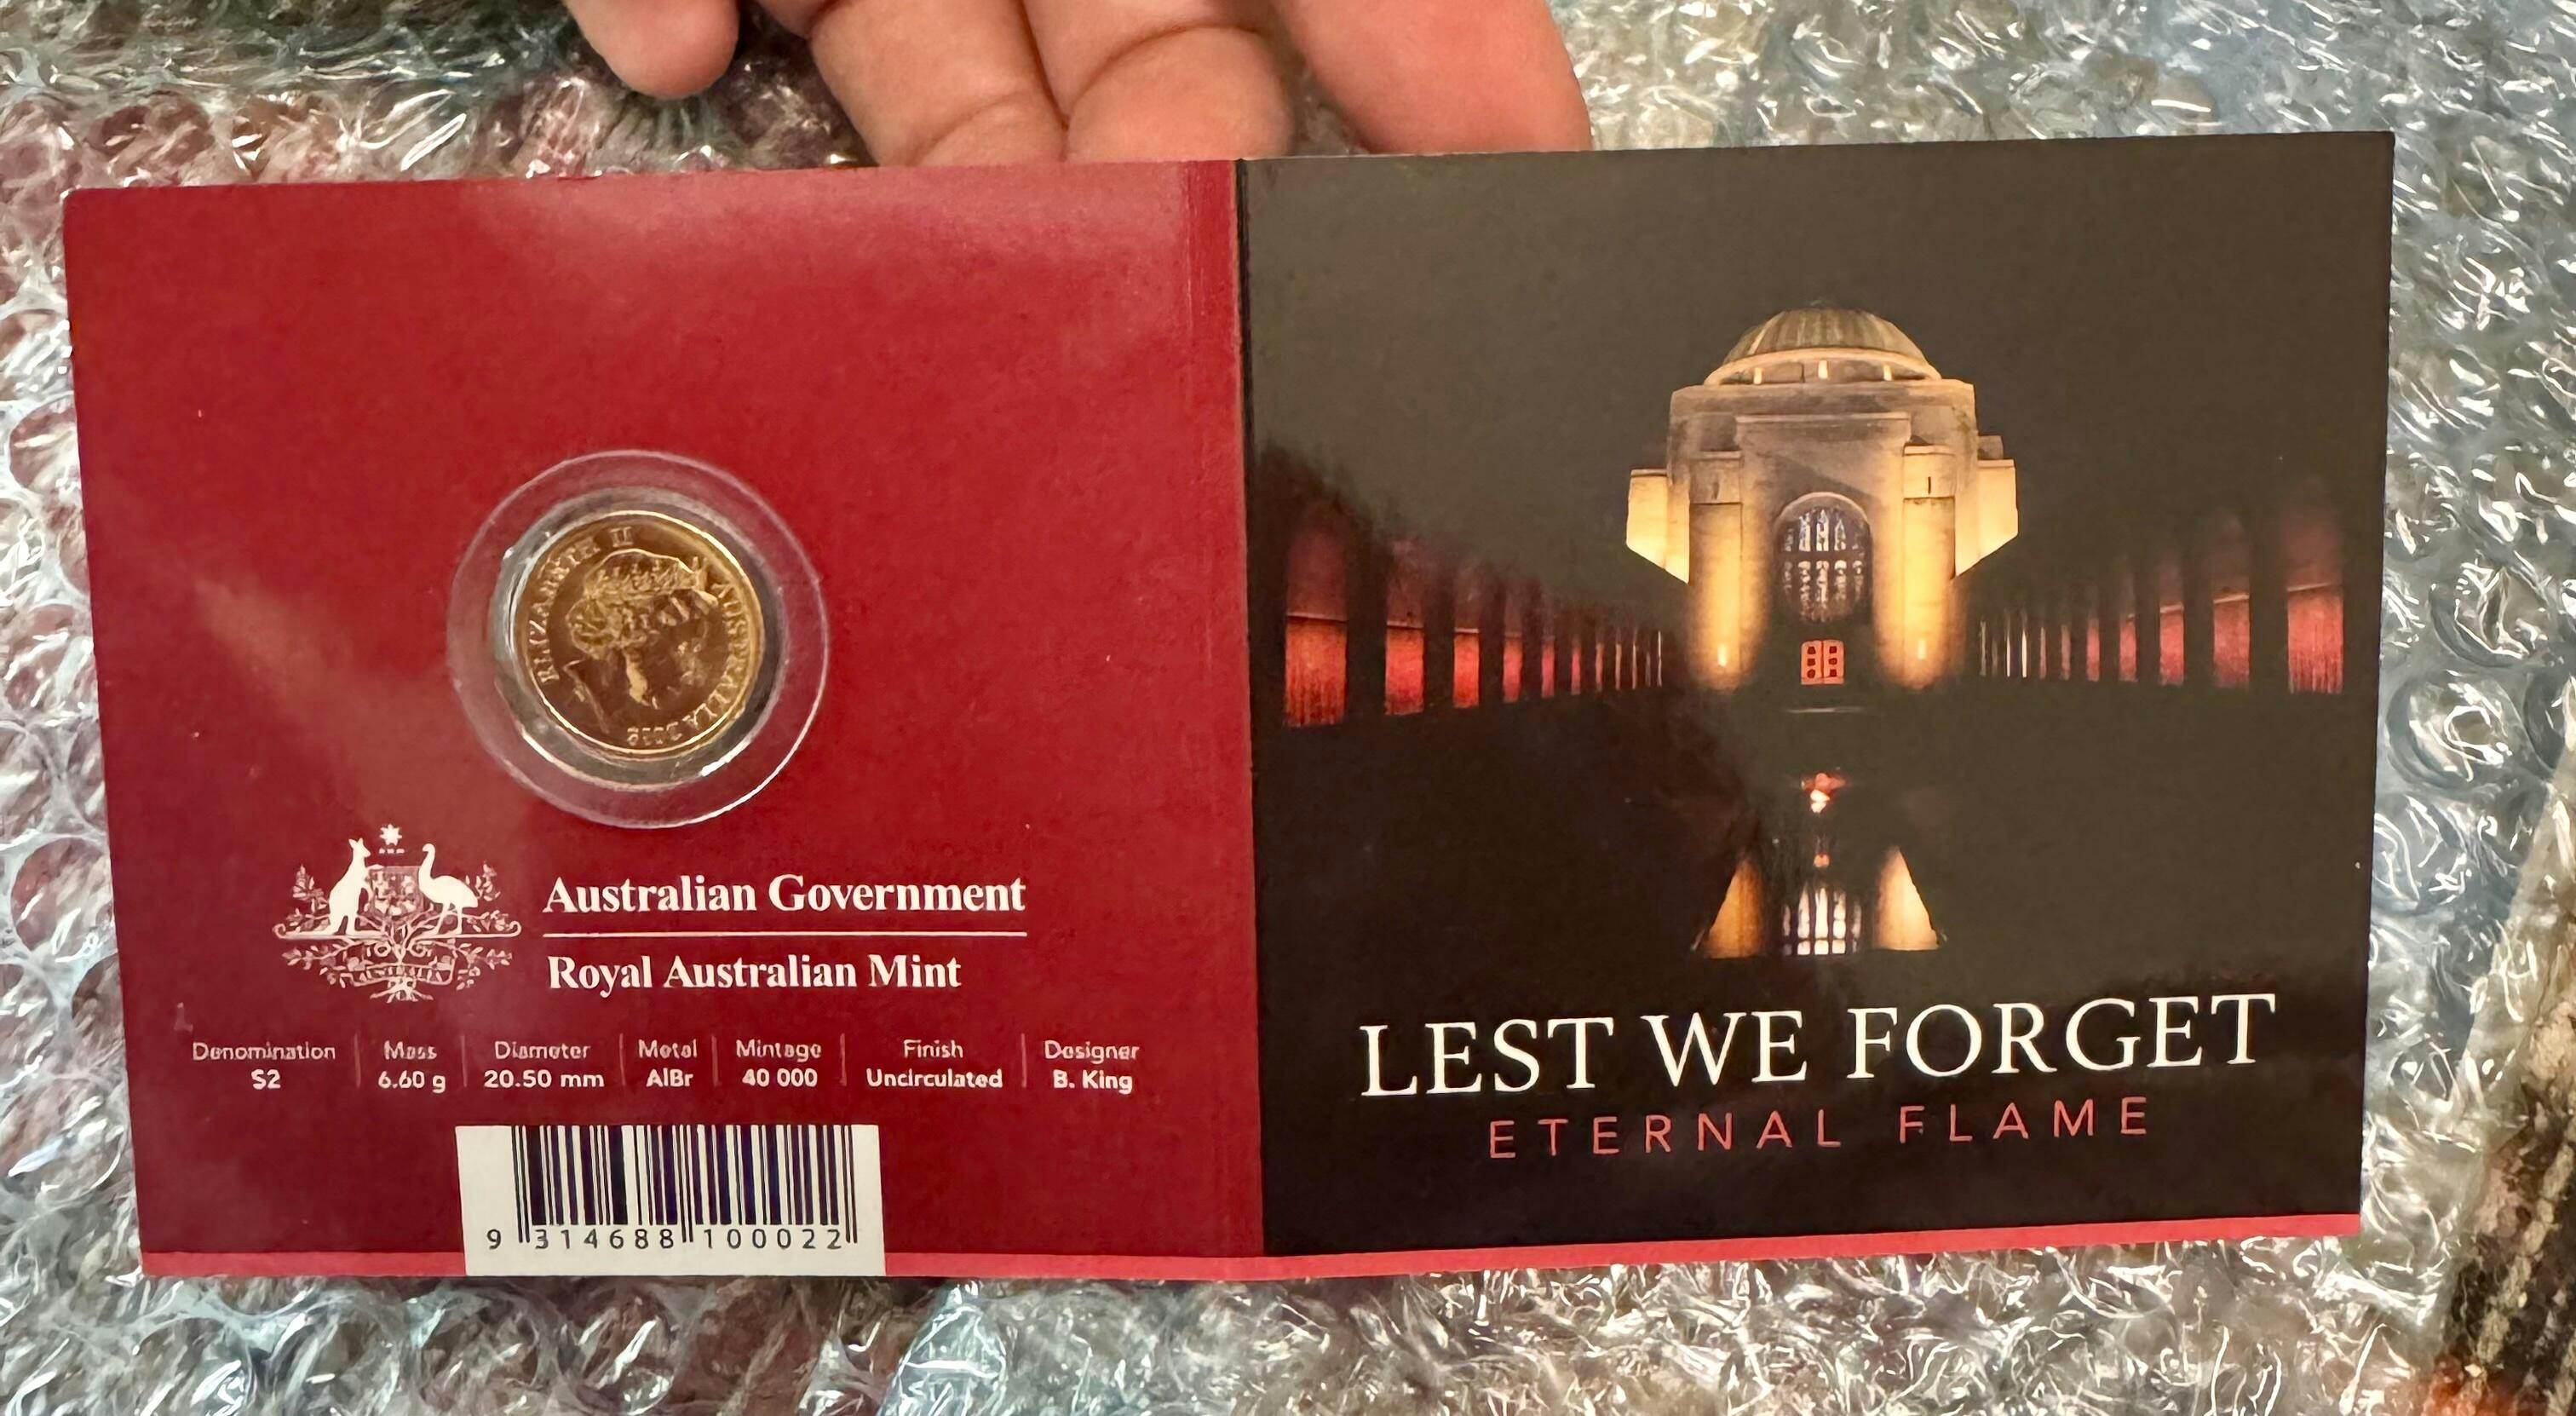 ELIZABETH II
AUSTRALIA 2018
Australian Government
Royal Australian Mint
Denomination Mass Diameter Metal Mintage Finish Designer
$2 6.60 g 20.50 mm AlBr 40 000 Uncirculated B. King
9 314688 100022
LEST WE FORGET
ETERNAL FLAME